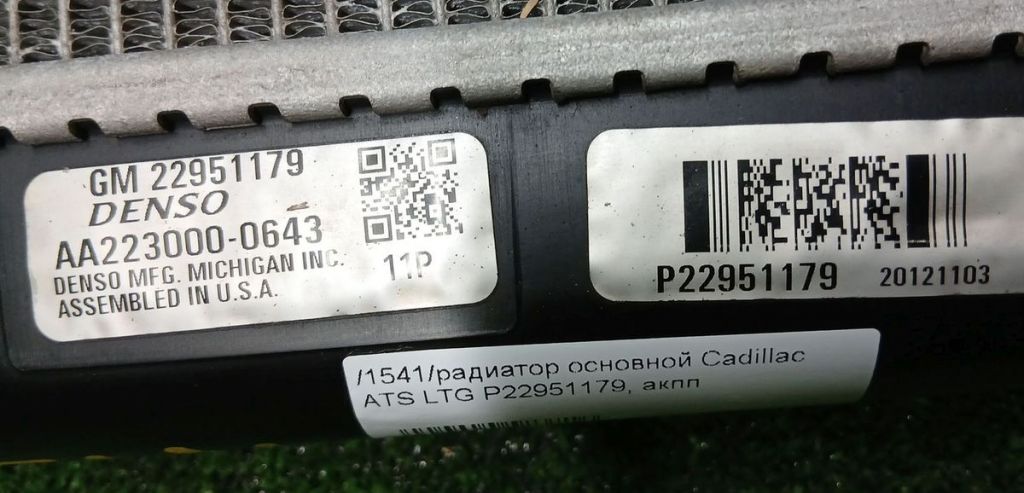 GM 22951179
DENSO
AA223000-0643
DENSO MFG. MICHIGAN INC.
ASSEMBLED IN U.S.A.
11P
P22951179 20121103
/1541/радиатор основной Cadillac
ATS LTG P22951179, акпп